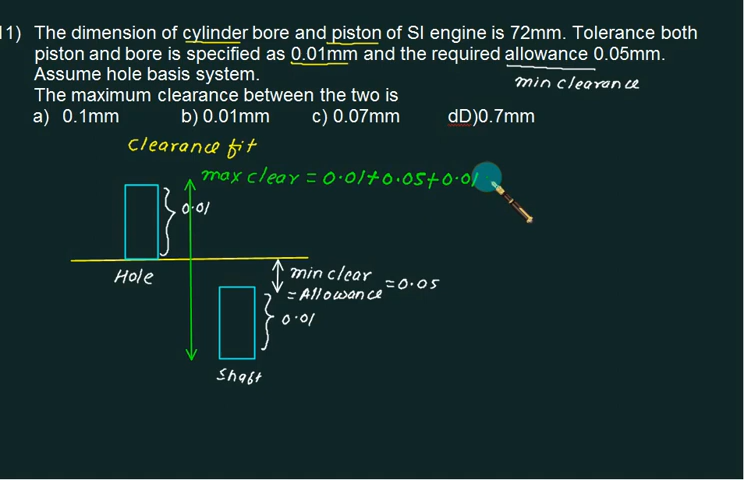 11) The dimension of cylinder bore and piston of SI engine is 72mm. Tolerance both
piston and bore is specified as 0.01mm and the required allowance 0.05mm.
Assume hole basis system.
min clearance
The maximum clearance between the two is
a) 0.1mm b) 0.01mm c) 0.07mm dD)0.7mm
Clearance fit
max clear = 0.01+0.05+0.01
0.01
Hole
min clear
= Allowance = 0.05
0.01
Shaft